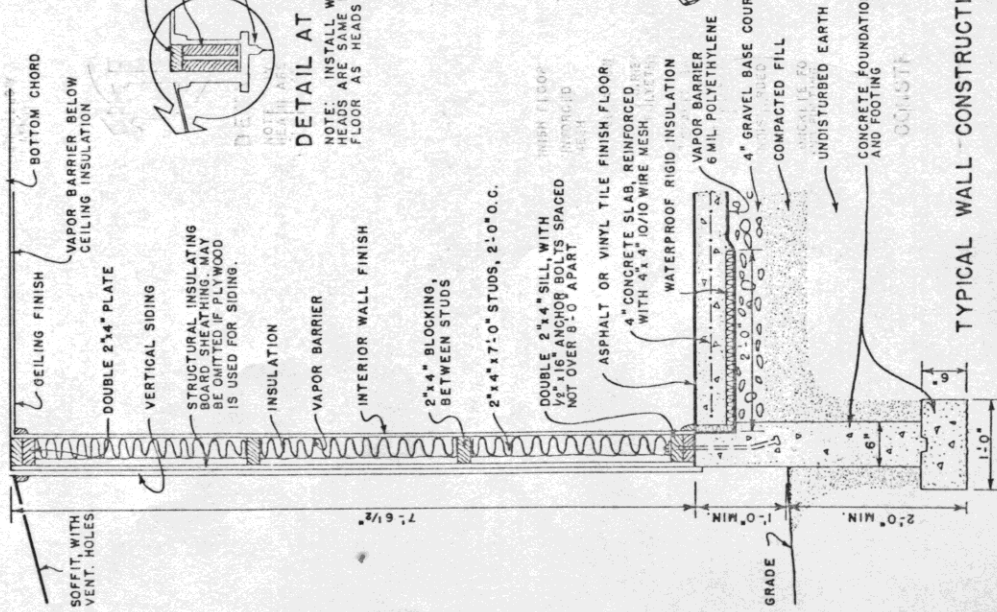 BOTTOM CHORD
VAPOR BARRIER BELOW
CEILING INSULATION
CEILING FINISH
DOUBLE 2"x4" PLATE
VERTICAL SIDING
STRUCTURAL INSULATING
BOARD SHEATHING. MAY
BE OMITTED IF PLYWOOD
IS USED FOR SIDING.
INSULATION
VAPOR BARRIER
INTERIOR WALL FINISH
2"x4" BLOCKING,
BETWEEN STUDS
2"x4"x7'-0" STUDS, 2'-0" O.C.
DOUBLE 2"x4" SILL, WITH
1/2"x16" ANCHOR BOLTS SPACED
NOT OVER 8'-0" APART
SOFFIT, WITH
VENT. HOLES
7'-6 1/2"
1'-0" MIN.
2'-0" MIN.
GRADE
DETAIL AT
NOTE: INSTALL
HEADS ARE SAME
FLOOR AS HEADS
ASPHALT OR VINYL TILE FINISH FLOOR
4" CONCRETE SLAB, REINFORCED
WITH 4"x4" 10/10 WIRE MESH
WATERPROOF RIGID INSULATION
VAPOR BARRIER
6 MIL POLYETHYLENE
4" GRAVEL BASE COUR
COMPACTED FILL
UNDISTURBED EARTH
CONCRETE FOUNDATIO
AND FOOTING
2'-0"
6"
6"
1'-0"
TYPICAL WALL CONSTRUCTI